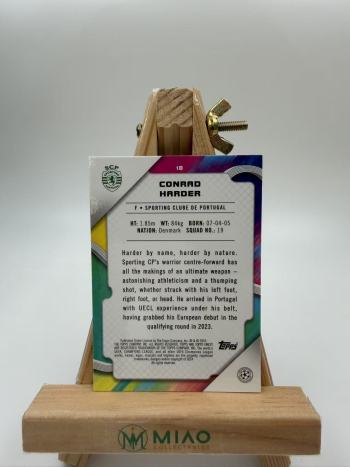 18
SCP
CONRAD
HARDER
F • SPORTING CLUBE DE PORTUGAL
HT: 1.85m WT: 84kg BORN: 07-04-05
NATION: Denmark SQUAD NO.: 19
Harder by name, harder by nature.
Sporting CP's warrior centre-forward has
all the makings of an ultimate weapon –
astonishing athleticism and a thumping
shot, whether struck with his left foot,
right foot, or head. He arrived in Portugal
with UECL experience under his belt,
having grabbed his European debut in the
qualifying round in 2023.
Topps
MIAO
COLLECTABLES